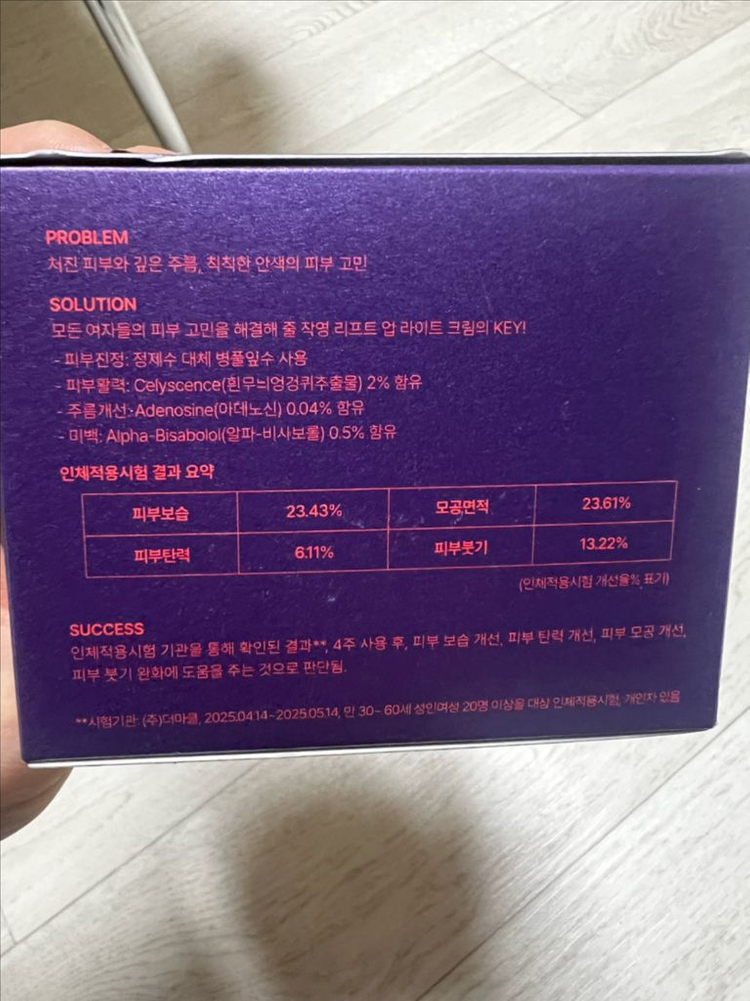 PROBLEM
처진 피부와 깊은 주름, 칙칙한 안색의 피부 고민
SOLUTION
모든 여자들의 피부 고민을 해결해 줄 작영 리프트 업 라이트 크림의 KEY!
- 피부진정: 정제수 대체 병풀잎수 사용
- 피부활력: Celyscence(흰무늬엉겅퀴추출물) 2% 함유
- 주름개선: Adenosine(아데노신) 0.04% 함유
- 미백: Alpha-Bisabolol(알파-비사보롤) 0.5% 함유
인체적용시험 결과 요약
피부보습 23.43% 모공면적 23.61%
피부탄력 6.11% 피부붓기 13.22%
(인체적용시험 개선율% 표기)
SUCCESS
인체적용시험 기관을 통해 확인된 결과**, 4주 사용 후, 피부 보습 개선, 피부 탄력 개선, 피부 모공 개선,
피부 붓기 완화에 도움을 주는 것으로 판단됨.
**시험기관: (주)더마클, 2025.04.14~2025.05.14, 만 30~ 60세 성인여성 20명 이상을 대상 인체적용시험, 개인차 있음